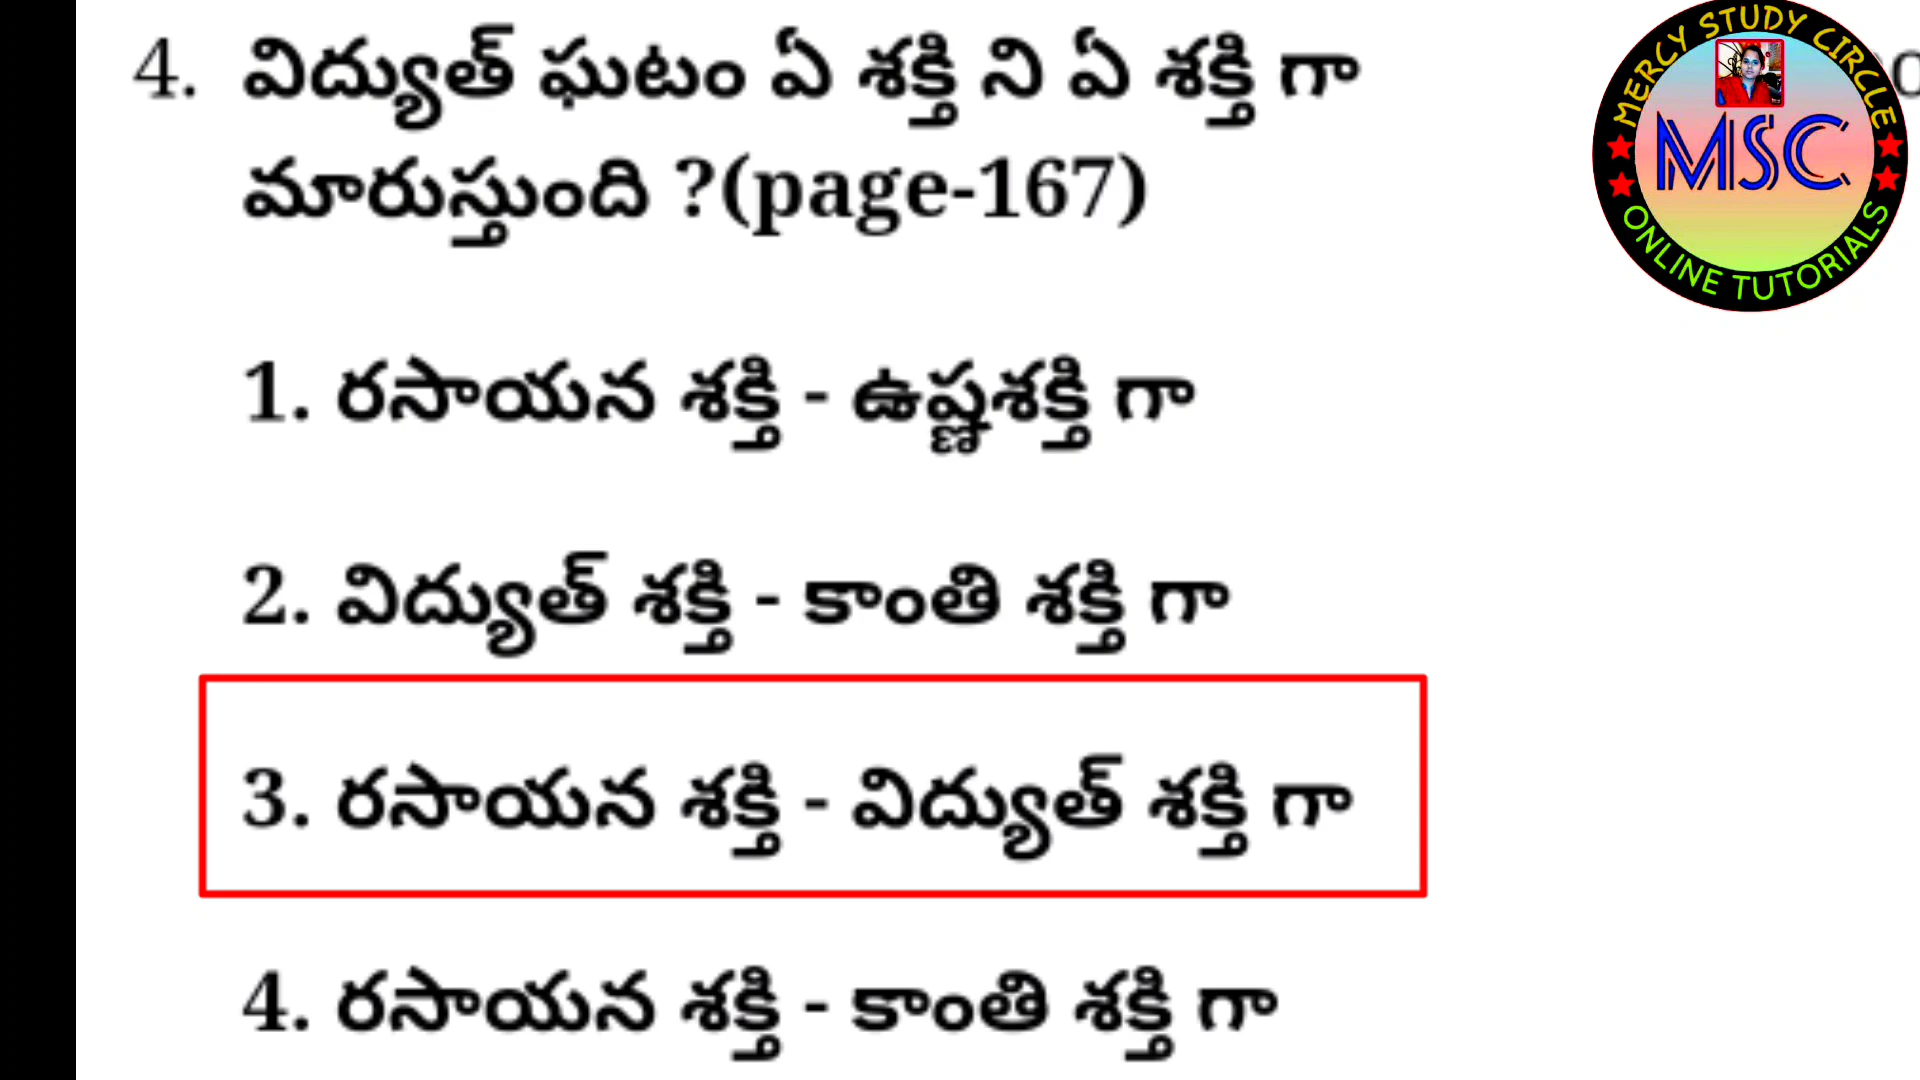 4. విద్యుత్ ఘటం ఏ శక్తి ని ఏ శక్తి గా
మారుస్తుంది ?(page-167)
1. రసాయన శక్తి - ఉష్ణశక్తి గా
2. విద్యుత్ శక్తి - కాంతి శక్తి గా
3. రసాయన శక్తి - విద్యుత్ శక్తి గా
4. రసాయన శక్తి - కాంతి శక్తి గా
MERCY STUDY CIRCLE
MSC
ONLINE TUTORIALS